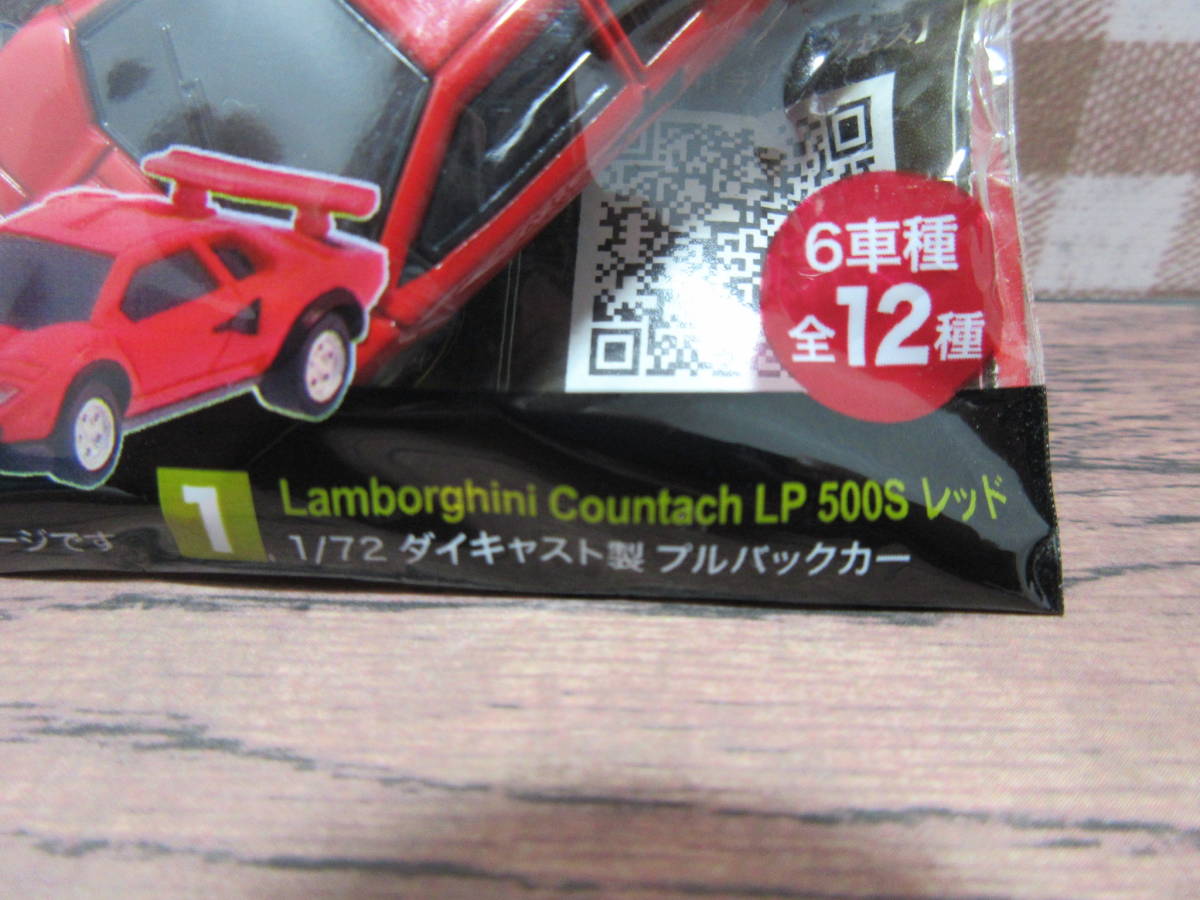 6車種
全12種
1 Lamborghini Countach LP 500S レッド
1/72 ダイキャスト製 プルバックカー
ージです